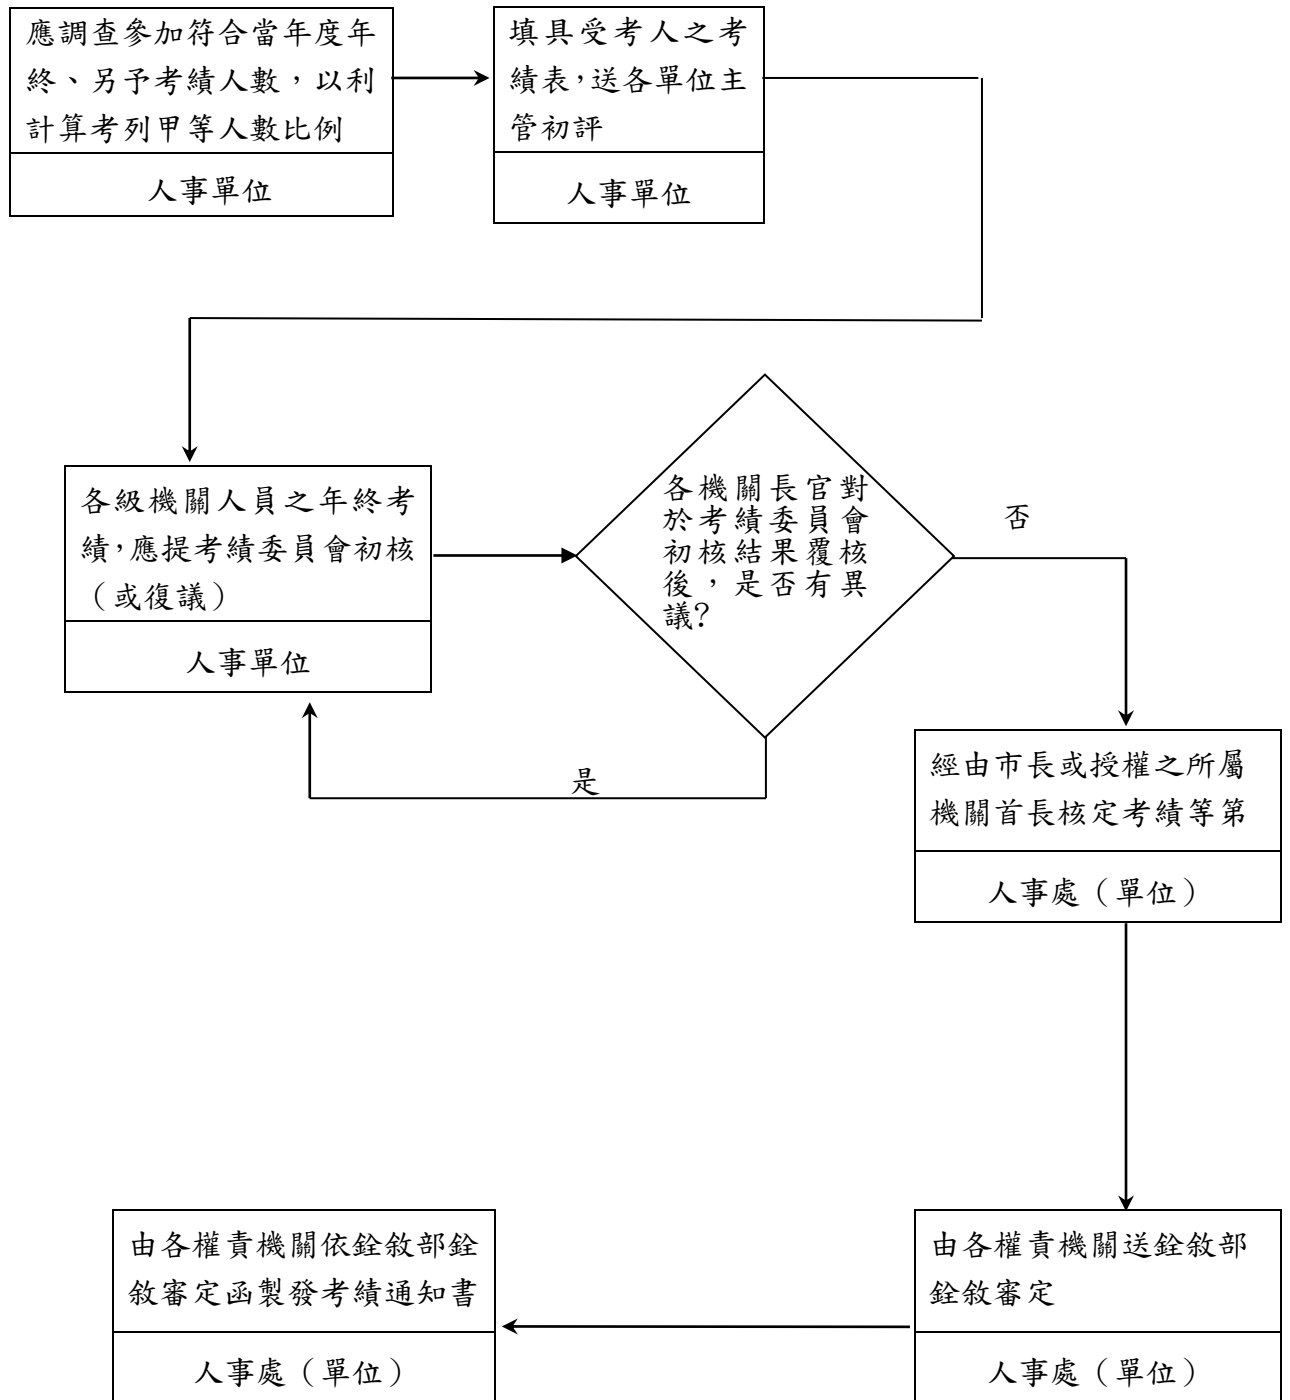 應調查參加符合當年度年
終、另予考績人數，以利
計算考列甲等人數比例
人事單位
填具受考人之考
績表，送各單位主
管初評
人事單位
各級機關人員之年終考
績，應提考績委員會初核
（或復議）
人事單位
各機關長官對
於考績委員會
初核結果覆核
後，是否有異
議？
否
是
經由市長或授權之所屬
機關首長核定考績等第
人事處（單位）
由各權責機關送銓敘部
銓敘審定
人事處（單位）
由各權責機關依銓敘部銓
敘審定函製發考績通知書
人事處（單位）